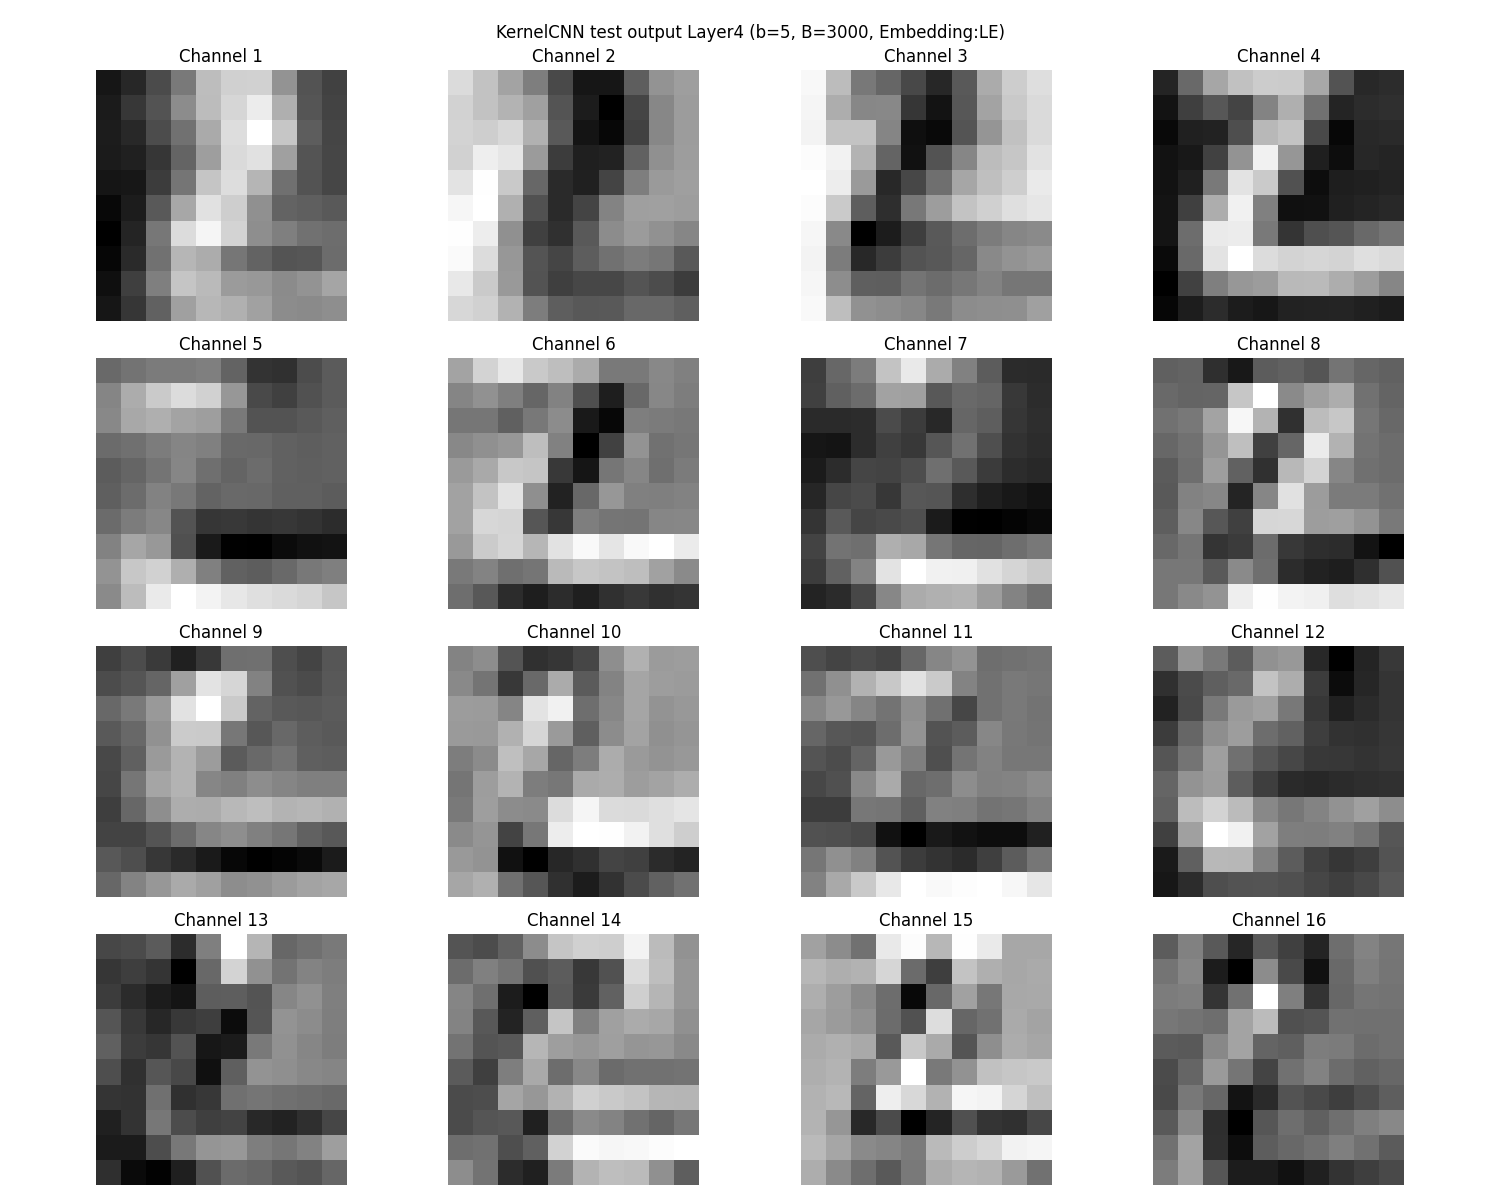 KernelCNN test output Layer4 (b=5, B=3000, Embedding:LE)
Channel 1
Channel 2
Channel 3
Channel 4
Channel 5
Channel 6
Channel 7
Channel 8
Channel 9
Channel 10
Channel 11
Channel 12
Channel 13
Channel 14
Channel 15
Channel 16